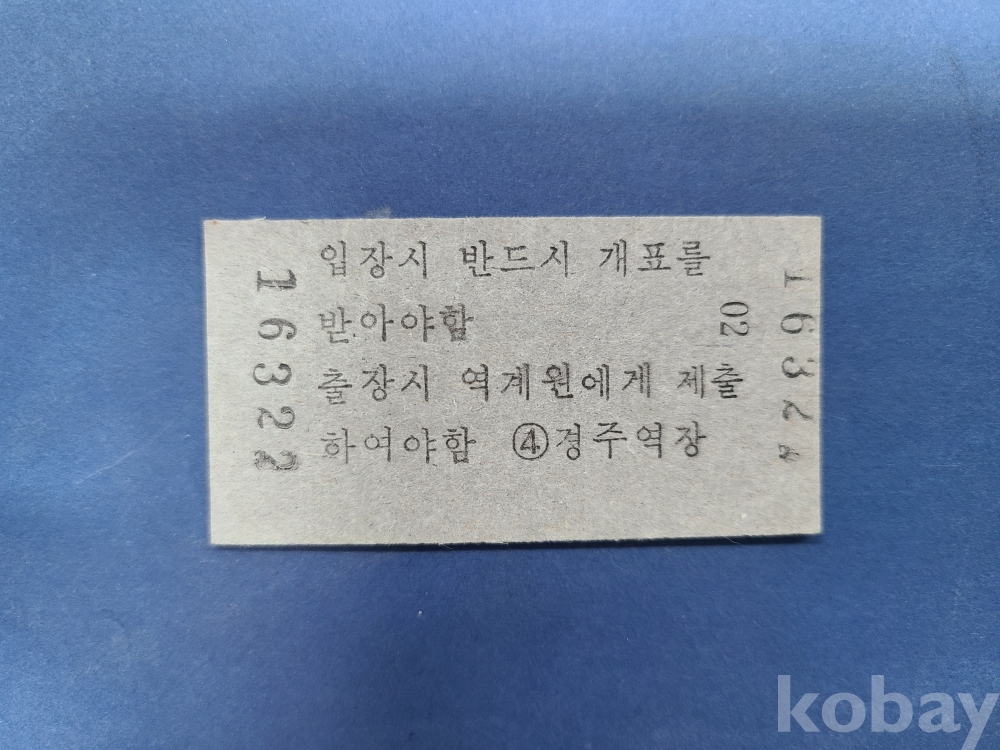 입장시 반드시 개표를
받아야함
출장시 역계원에게 제출
하여야함 ④경주역장
16322
02
1632
kobay